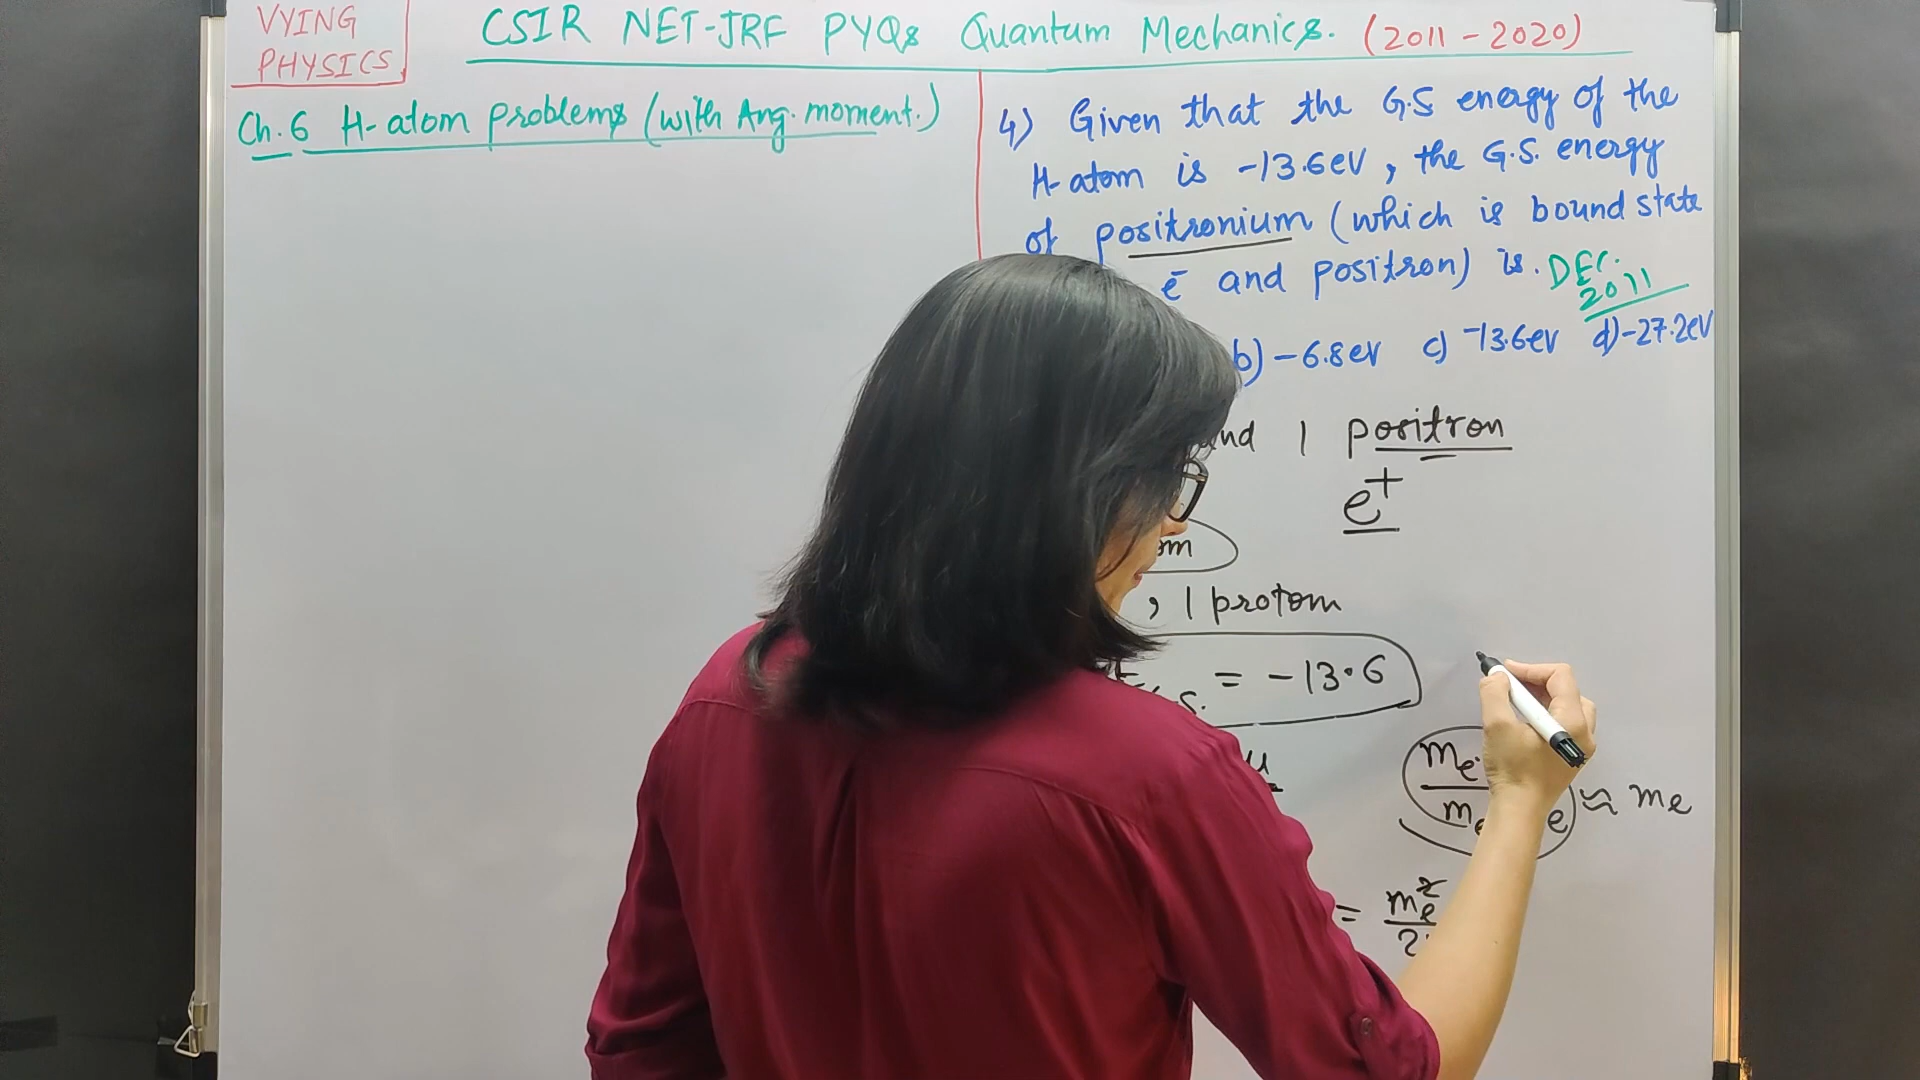 VYING
PHYSICS
CSIR NET-JRF PYQs Quantum Mechanics. (2011-2020)
Ch.6 H-atom problems (with Ang. moment.)
4) Given that the G.S energy of the
H-atom is -13.6eV, the G.S. energy
of positronium (which is bound state
e⁻ and positron) is. DEC.
2011
b) -6.8eV c) -13.6eV d) -27.2eV
and 1 positron
e⁺
, 1 proton
= -13.6
≈ me